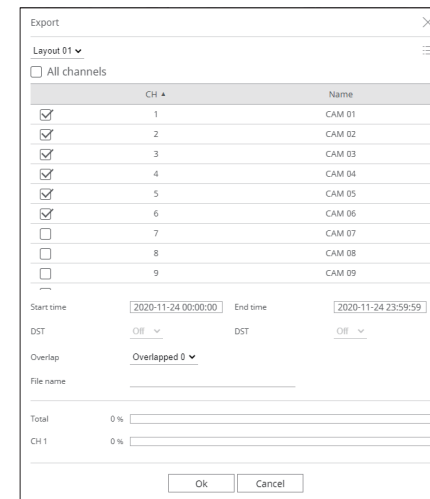 Export
Layout 01
All channels
CH Name
1 CAM 01
2 CAM 02
3 CAM 03
4 CAM 04
5 CAM 05
6 CAM 06
7 CAM 07
8 CAM 08
9 CAM 09
Start time 2020-11-24 00:00:00 End time 2020-11-24 23:59:59
DST Off DST Off
Overlap Overlapped 0
File name
Total 0 %
CH 1 0 %
Ok Cancel